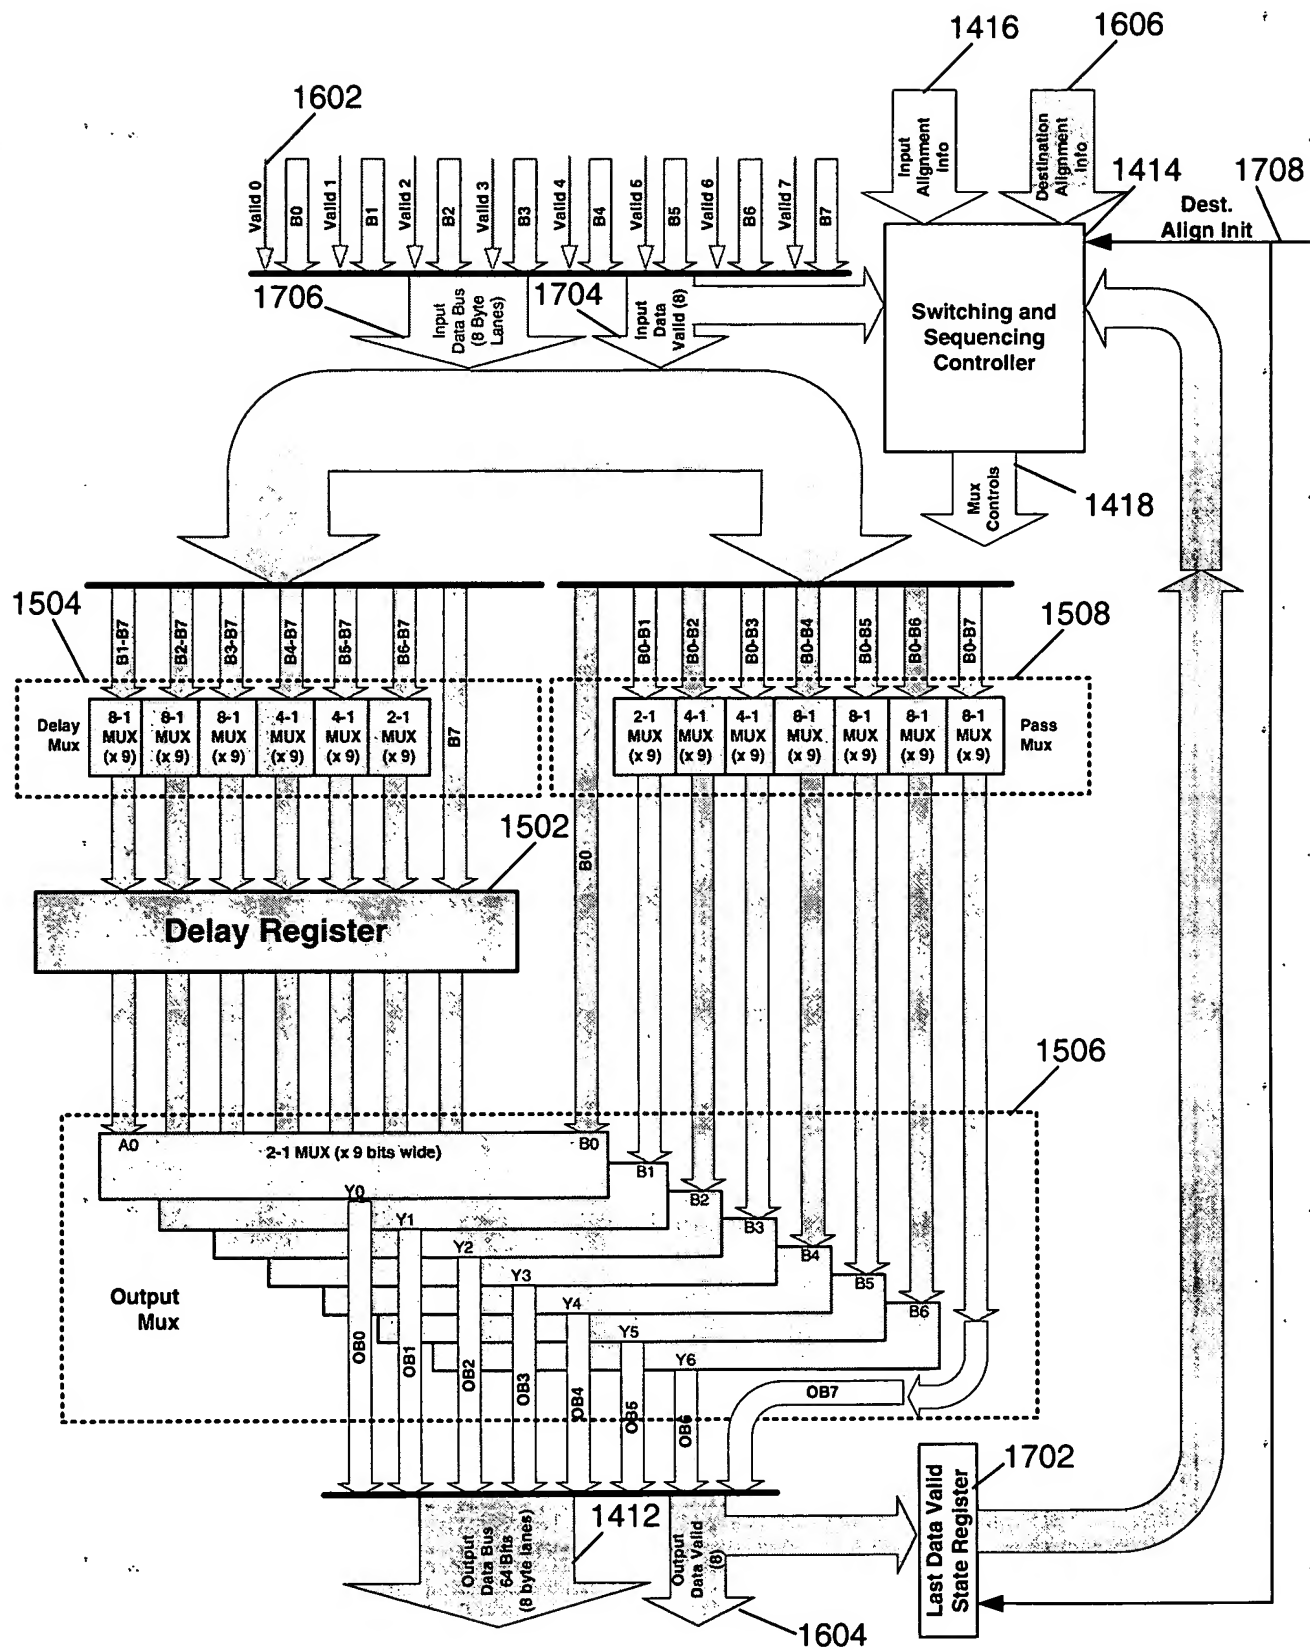 1416
1606
1602
Input
Alignment
Info
Destination
Alignment
Info
1414
1708
Valid 0
B0
Valid 1
B1
Valid 2
B2
Valid 3
B3
Valid 4
B4
Valid 5
B5
Valid 6
B6
Valid 7
B7
Dest.
Align Init
1706
Input
Data Bus
(8 Byte
Lanes)
1704
Input
Data
Valid (8)
Switching and
Sequencing
Controller
Mux
Controls
1418
1504
B1-B7
B2-B7
B3-B7
B4-B7
B5-B7
B6-B7
B0-B1
B0-B2
B0-B3
B0-B4
B0-B5
B0-B6
B0-B7
1508
Delay
Mux
8-1
MUX
(x 9)
8-1
MUX
(x 9)
8-1
MUX
(x 9)
4-1
MUX
(x 9)
4-1
MUX
(x 9)
2-1
MUX
(x 9)
B7
2-1
MUX
(x 9)
4-1
MUX
(x 9)
4-1
MUX
(x 9)
8-1
MUX
(x 9)
8-1
MUX
(x 9)
8-1
MUX
(x 9)
8-1
MUX
(x 9)
Pass
Mux
1502
B0
Delay Register
1506
A0
2-1 MUX (x 9 bits wide)
B0
B1
Y0
B2
Y1
B3
Y2
B4
Y3
B5
Y4
B6
Y5
Y6
Output
Mux
OB0
OB1
OB2
OB3
OB4
OB5
OB6
OB7
1702
1412
Output
Data Bus
64 Bits
(8 byte lanes)
Output
Data Valid
(8)
Last Data Valid
State Register
1604